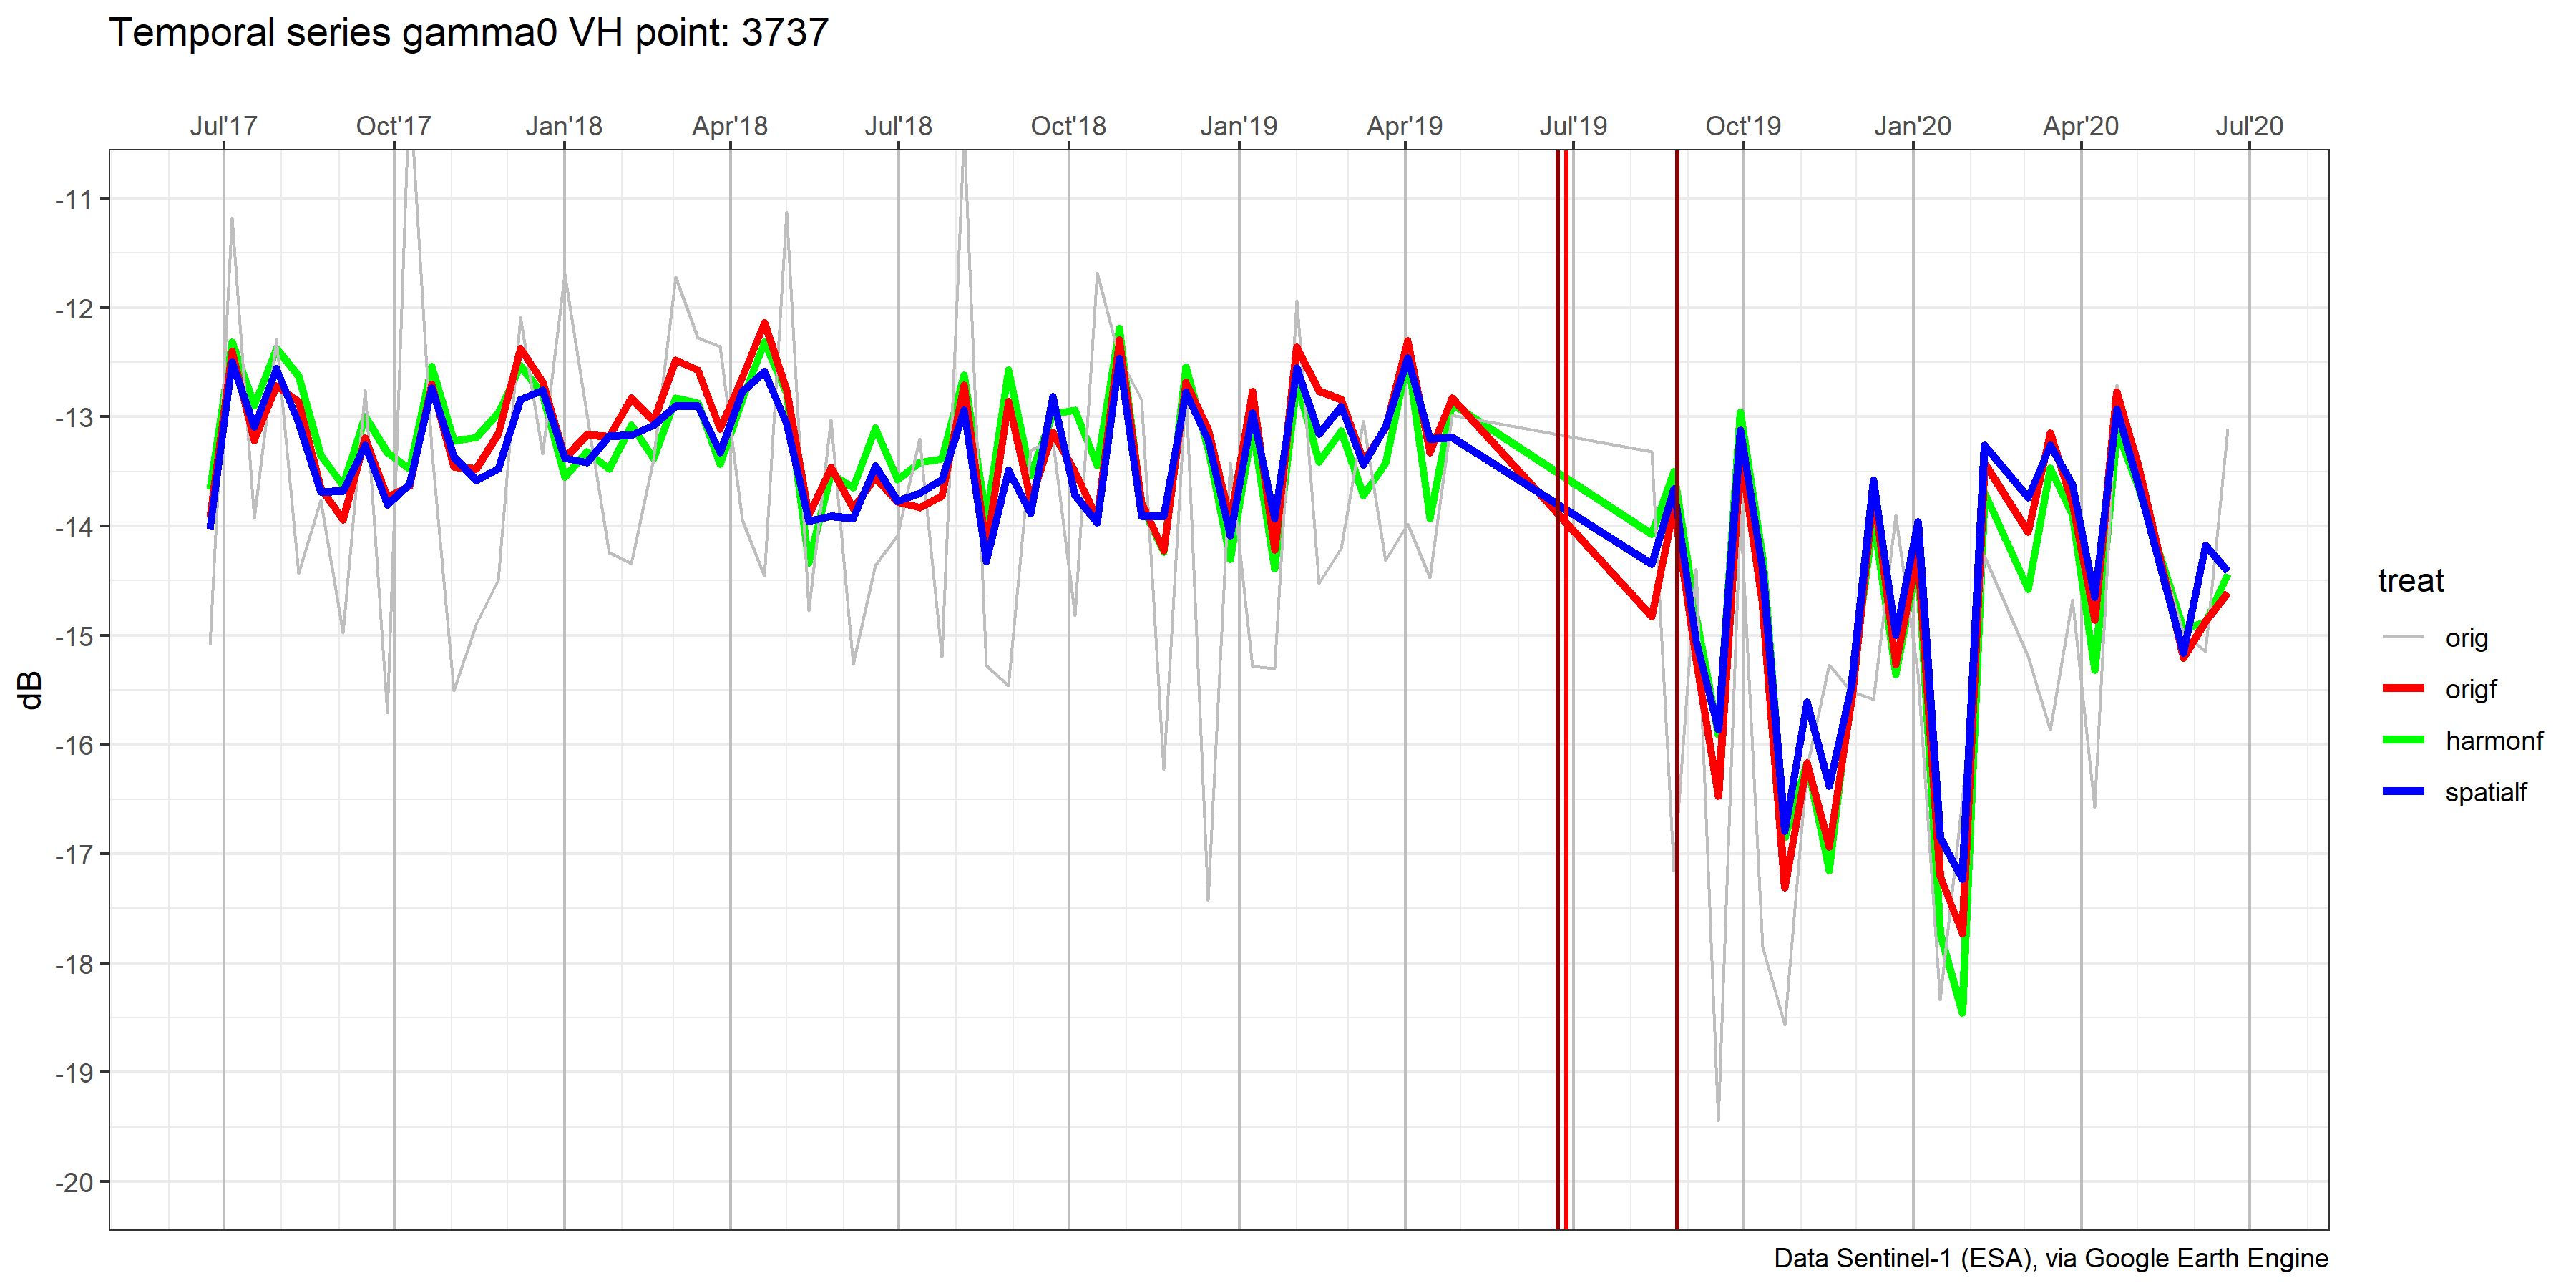 Temporal series gamma0 VH point: 3737
Jul'17 Oct'17 Jan'18 Apr'18 Jul'18 Oct'18 Jan'19 Apr'19 Jul'19 Oct'19 Jan'20 Apr'20 Jul'20
-11
-12
-13
-14
-15
-16
-17
-18
-19
-20
dB
treat
orig
origf
harmonf
spatialf
Data Sentinel-1 (ESA), via Google Earth Engine